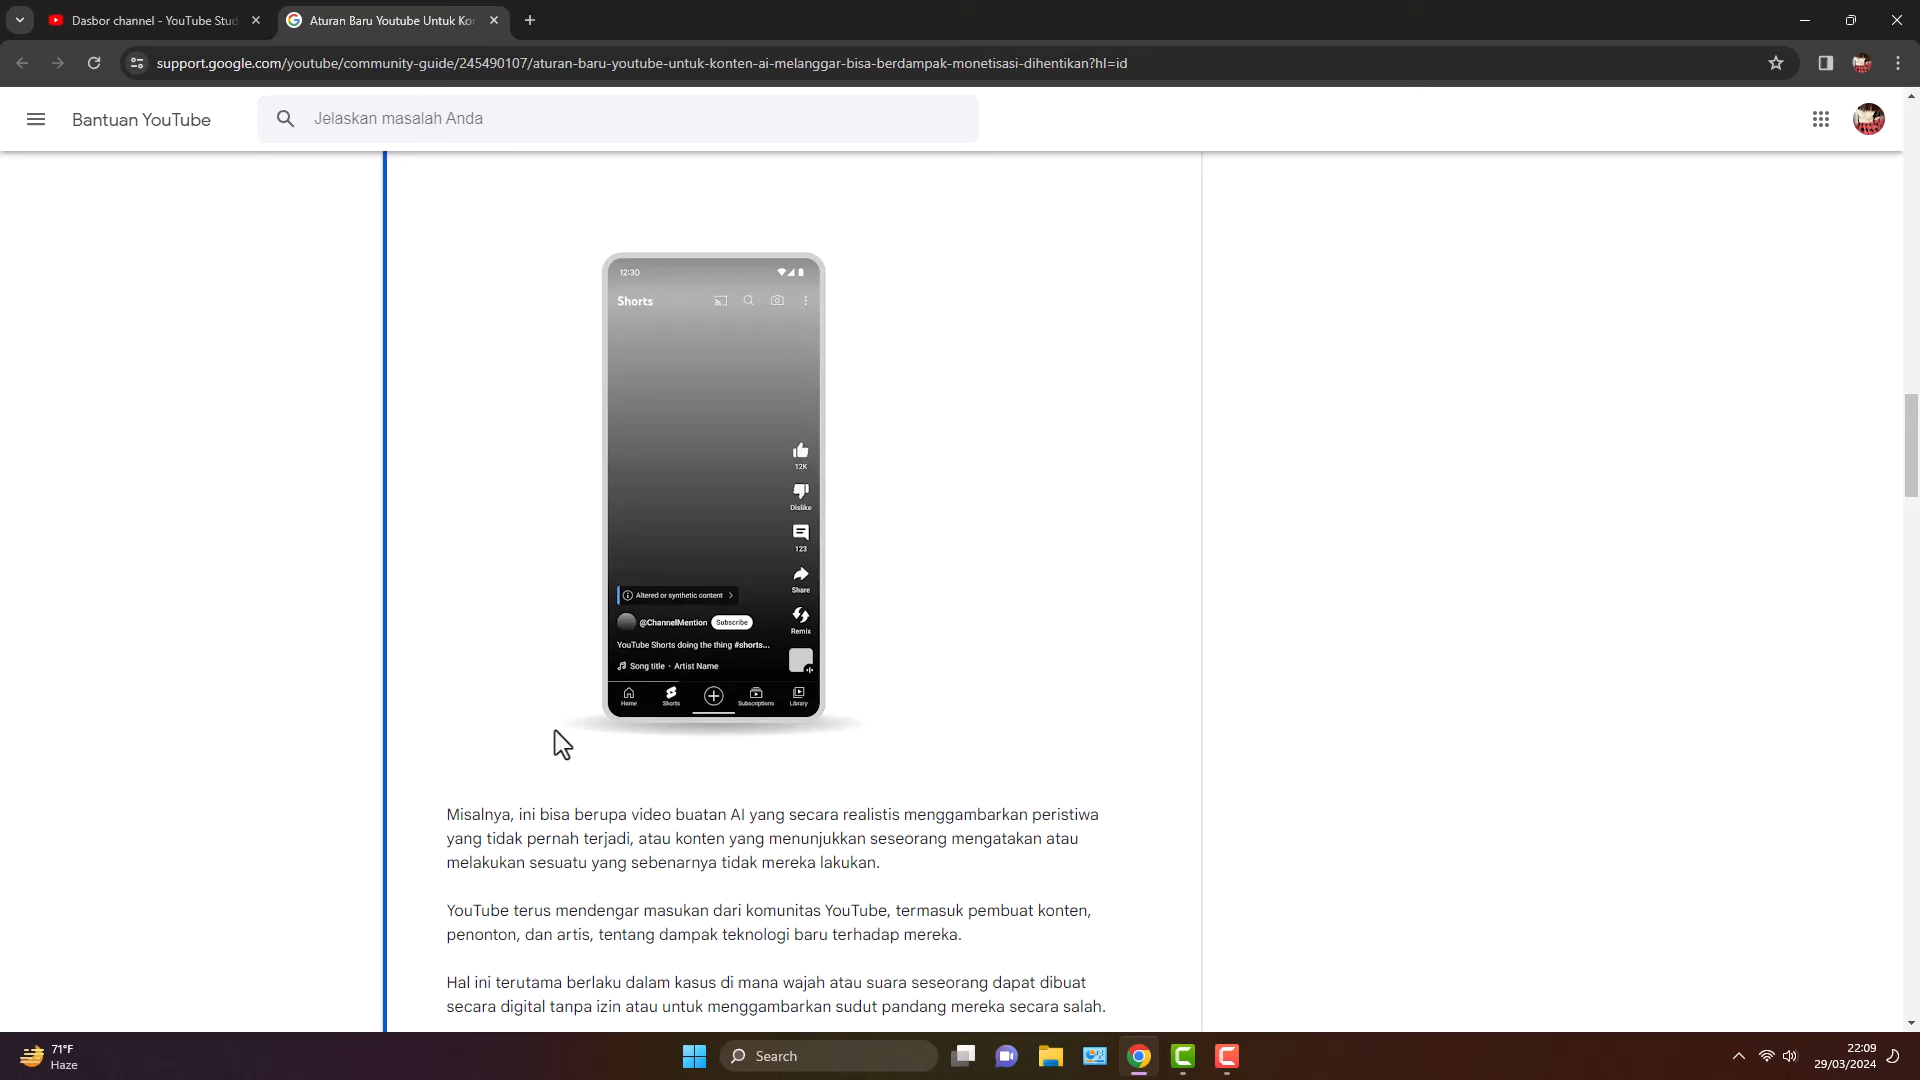 Dasbor channel - YouTube Stud
Aturan Baru Youtube Untuk Kor
support.google.com/youtube/community-guide/245490107/aturan-baru-youtube-untuk-konten-ai-melanggar-bisa-berdampak-monetisasi-dihentikan?hl=id
Bantuan YouTube
Jelaskan masalah Anda
12:30
Shorts
12K
Dislike
123
Share
Altered or synthetic content
@ChannelMention Subscribe
Remix
YouTube Shorts doing the thing #shorts...
Song title - Artist Name
Home Shorts Subscriptions Library
Misalnya, ini bisa berupa video buatan AI yang secara realistis menggambarkan peristiwa
yang tidak pernah terjadi, atau konten yang menunjukkan seseorang mengatakan atau
melakukan sesuatu yang sebenarnya tidak mereka lakukan.
YouTube terus mendengar masukan dari komunitas YouTube, termasuk pembuat konten,
penonton, dan artis, tentang dampak teknologi baru terhadap mereka.
Hal ini terutama berlaku dalam kasus di mana wajah atau suara seseorang dapat dibuat
secara digital tanpa izin atau untuk menggambarkan sudut pandang mereka secara salah.
71°F
Haze
Search
22:09
29/03/2024